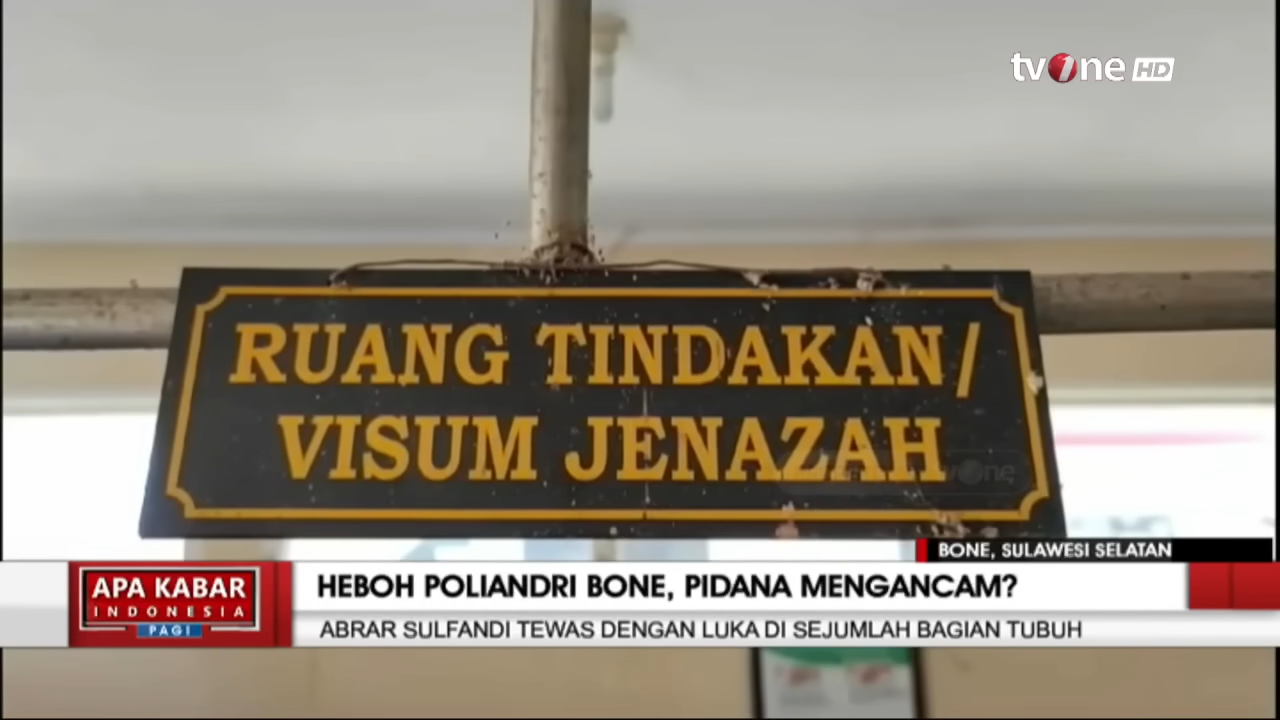 tvOne HD
RUANG TINDAKAN/
VISUM JENAZAH
BONE, SULAWESI SELATAN
APA KABAR
INDONESIA
PAGI
HEBOH POLIANDRI BONE, PIDANA MENGANCAM?
ABRAR SULFANDI TEWAS DENGAN LUKA DI SEJUMLAH BAGIAN TUBUH